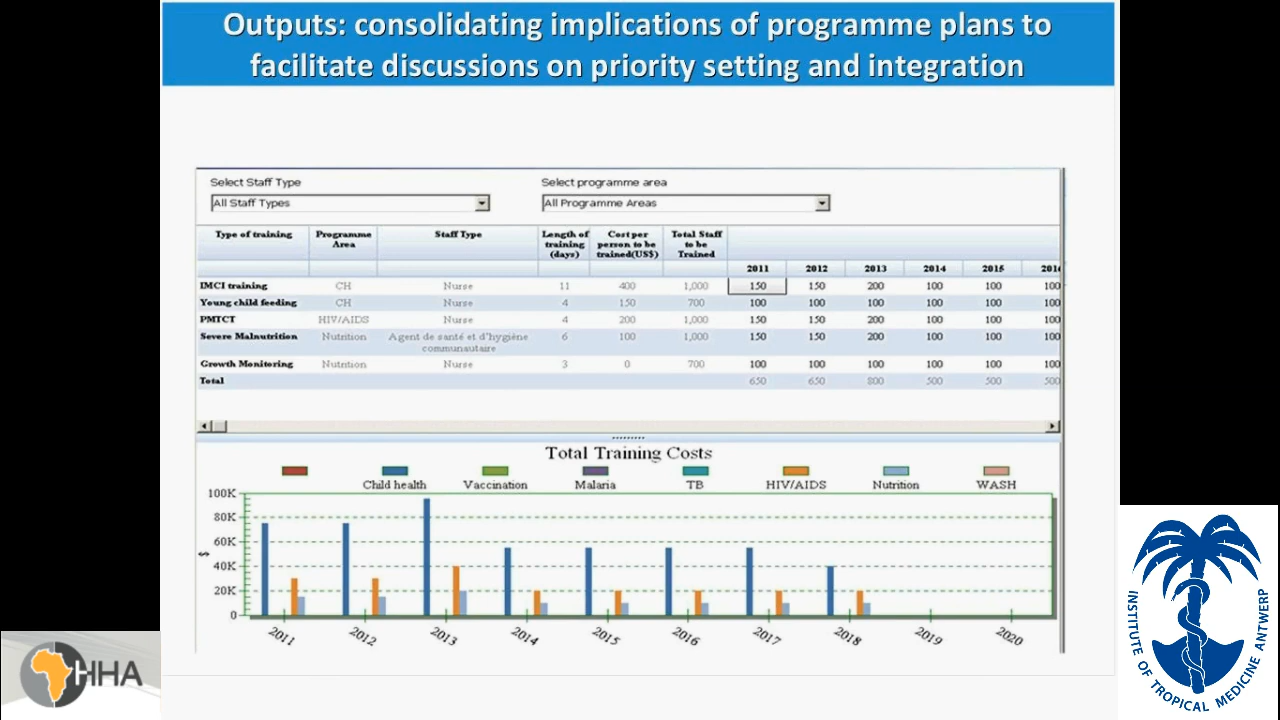 Outputs: consolidating implications of programme plans to
facilitate discussions on priority setting and integration
Select Staff Type
Select programme area
All Staff Types
All Programme Areas
Type of training Programme Area Staff Type Length of training (days) Cost per person to be trained(US$) Total Staff to be Trained
2011 2012 2013 2014 2015 2016
IMCI training CH Nurse 11 400 1,000 150 150 200 100 100 100
Young child feeding CH Nurse 4 150 700 100 100 100 100 100 100
PMTCT HIV/AIDS Nurse 4 200 1,000 150 150 200 100 100 100
Severe Malnutrition Nutrition Agent de santé et d'hygiène communautaire 6 100 1,000 150 150 200 100 100 100
Growth Monitoring Nutrition Nurse 3 0 700 100 100 100 100 100 100
Total 650 650 800 500 500 500
Total Training Costs
Child health Vaccination Malaria TB HIV/AIDS Nutrition WASH
100K
80K
60K
$
40K
20K
0
2011 2012 2013 2014 2015 2016 2017 2018 2019 2020
HHA
INSTITUTE OF TROPICAL MEDICINE ANTWERP